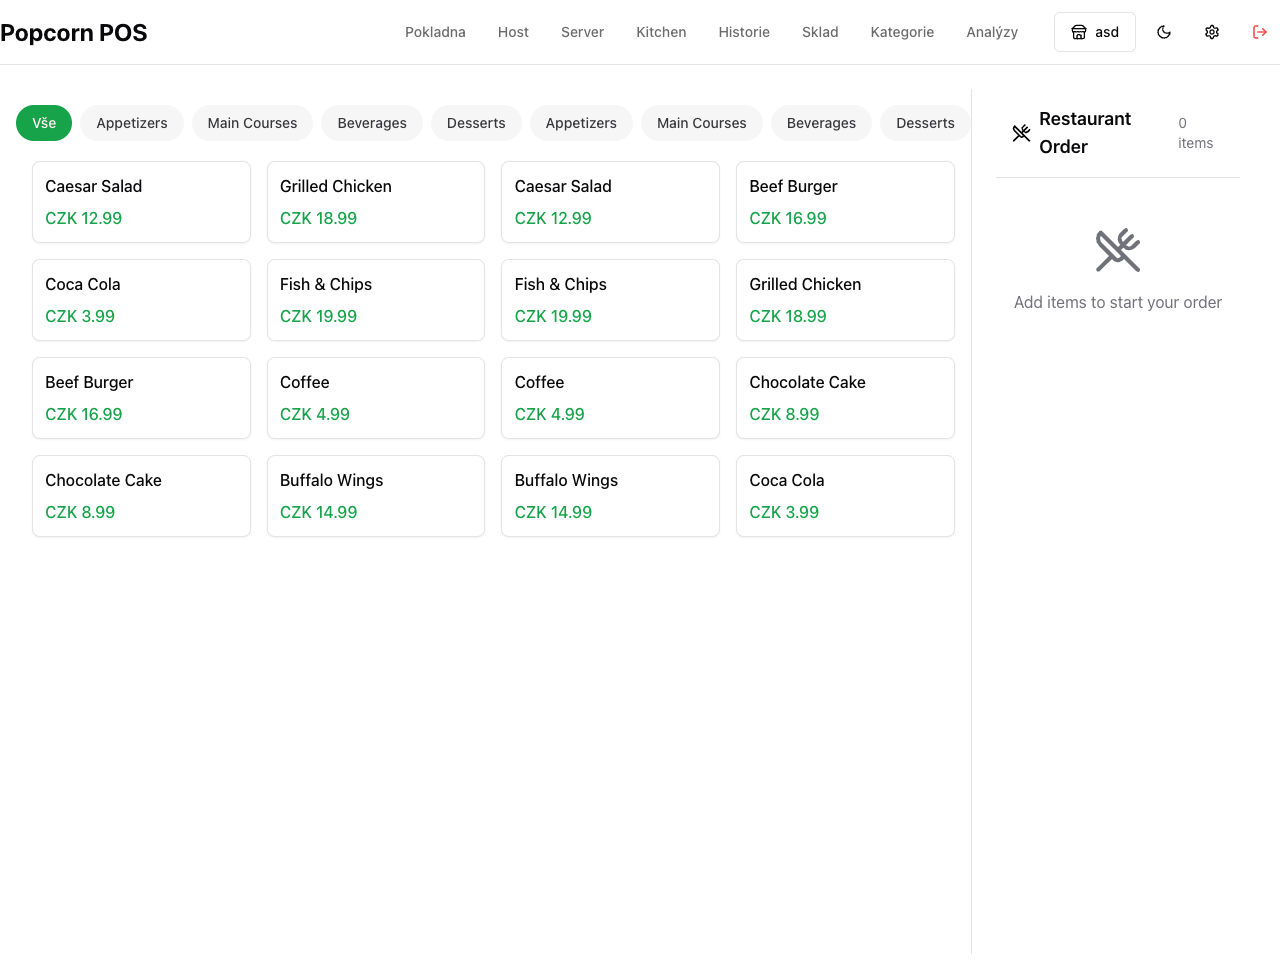 Popcorn POS
Pokladna Host Server Kitchen Historie Sklad Kategorie Analýzy asd
Vše Appetizers Main Courses Beverages Desserts Appetizers Main Courses Beverages Desserts
Caesar Salad
CZK 12.99
Grilled Chicken
CZK 18.99
Caesar Salad
CZK 12.99
Beef Burger
CZK 16.99
Coca Cola
CZK 3.99
Fish & Chips
CZK 19.99
Fish & Chips
CZK 19.99
Grilled Chicken
CZK 18.99
Beef Burger
CZK 16.99
Coffee
CZK 4.99
Coffee
CZK 4.99
Chocolate Cake
CZK 8.99
Chocolate Cake
CZK 8.99
Buffalo Wings
CZK 14.99
Buffalo Wings
CZK 14.99
Coca Cola
CZK 3.99
Restaurant
Order
0
items
Add items to start your order